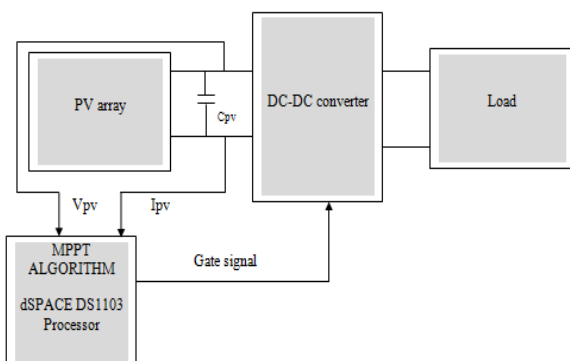 PV array
Cpv
DC-DC converter
Load
Vpv
Ipv
MPPT
ALGORITHM
dSPACE DS1103
Processor
Gate signal